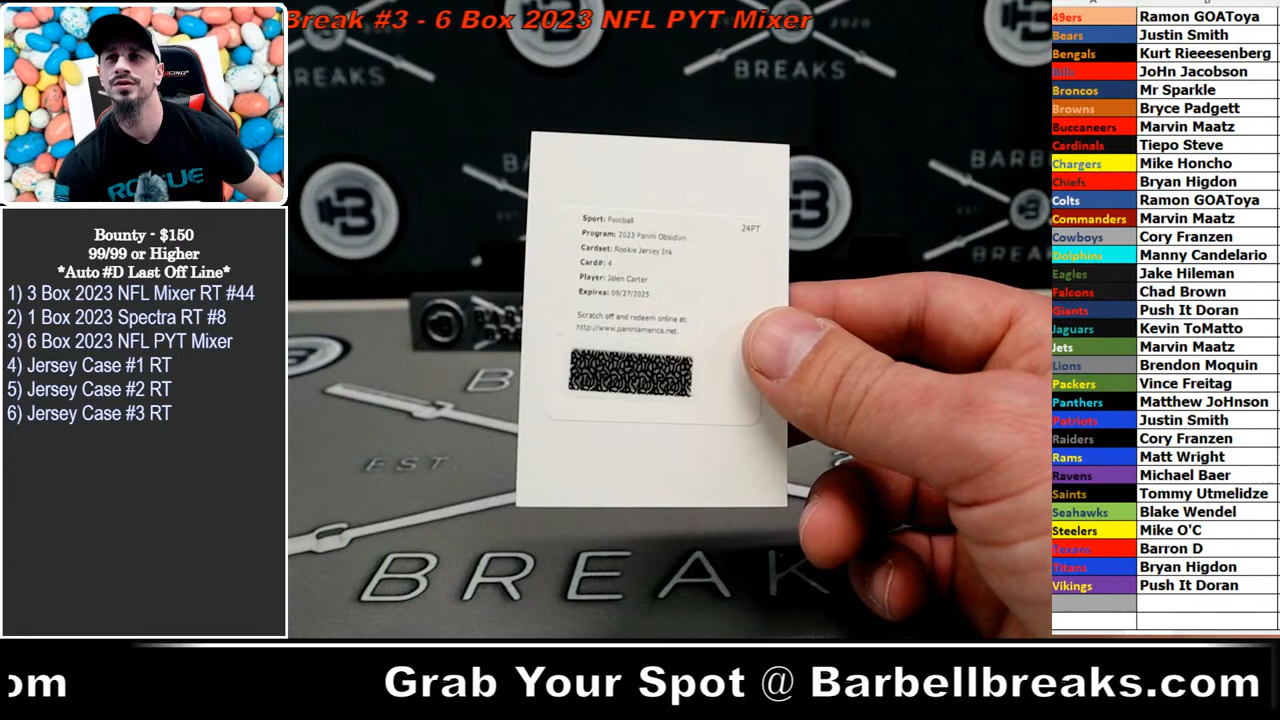 Break #3 - 6 Box 2023 NFL PYT Mixer
BREAKS
BREAKS
RACING
ROGUE
Bounty - $150
99/99 or Higher
*Auto #D Last Off Line*
1) 3 Box 2023 NFL Mixer RT #44
2) 1 Box 2023 Spectra RT #8
3) 6 Box 2023 NFL PYT Mixer
4) Jersey Case #1 RT
5) Jersey Case #2 RT
6) Jersey Case #3 RT
Sport: Football
24PT
Program: 2023 Panini Obsidian
Cardset: Rookie Jersey Ink
Card#: 4
Player: Jalen Carter
Expires: 09/27/2025
Scratch off and redeem online at:
http://www.paniniamerica.net.
EST.
BREAK
49ers Ramon GOAToya
Bears Justin Smith
Bengals Kurt Rieeesenberg
Bills JoHn Jacobson
Broncos Mr Sparkle
Browns Bryce Padgett
Buccaneers Marvin Maatz
Cardinals Tiepo Steve
Chargers Mike Honcho
Chiefs Bryan Higdon
Colts Ramon GOAToya
Commanders Marvin Maatz
Cowboys Cory Franzen
Dolphins Manny Candelario
Eagles Jake Hileman
Falcons Chad Brown
Giants Push It Doran
Jaguars Kevin ToMatto
Jets Marvin Maatz
Lions Brendon Moquin
Packers Vince Freitag
Panthers Matthew JoHnson
Patriots Justin Smith
Raiders Cory Franzen
Rams Matt Wright
Ravens Michael Baer
Saints Tommy Utmelidze
Seahawks Blake Wendel
Steelers Mike O'C
Texans Barron D
Titans Bryan Higdon
Vikings Push It Doran
om Grab Your Spot @ Barbellbreaks.com